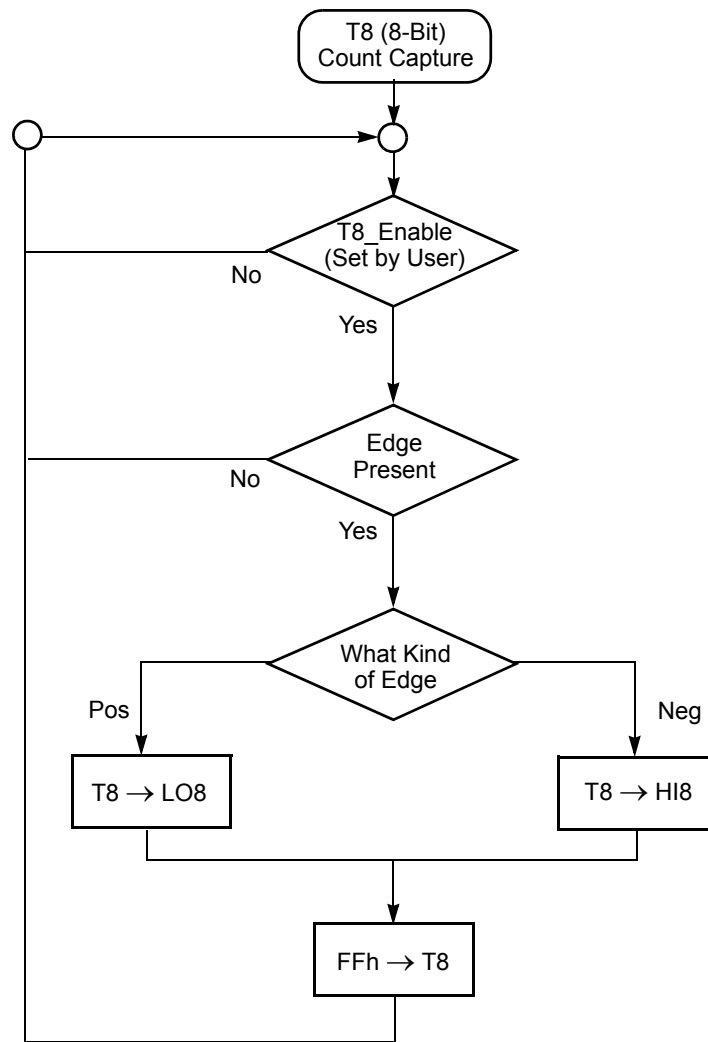 T8 (8-Bit)
Count Capture
T8_Enable
(Set by User)
No
Yes
Edge
Present
No
Yes
What Kind
of Edge
Pos
Neg
T8 → LO8
T8 → HI8
FFh → T8